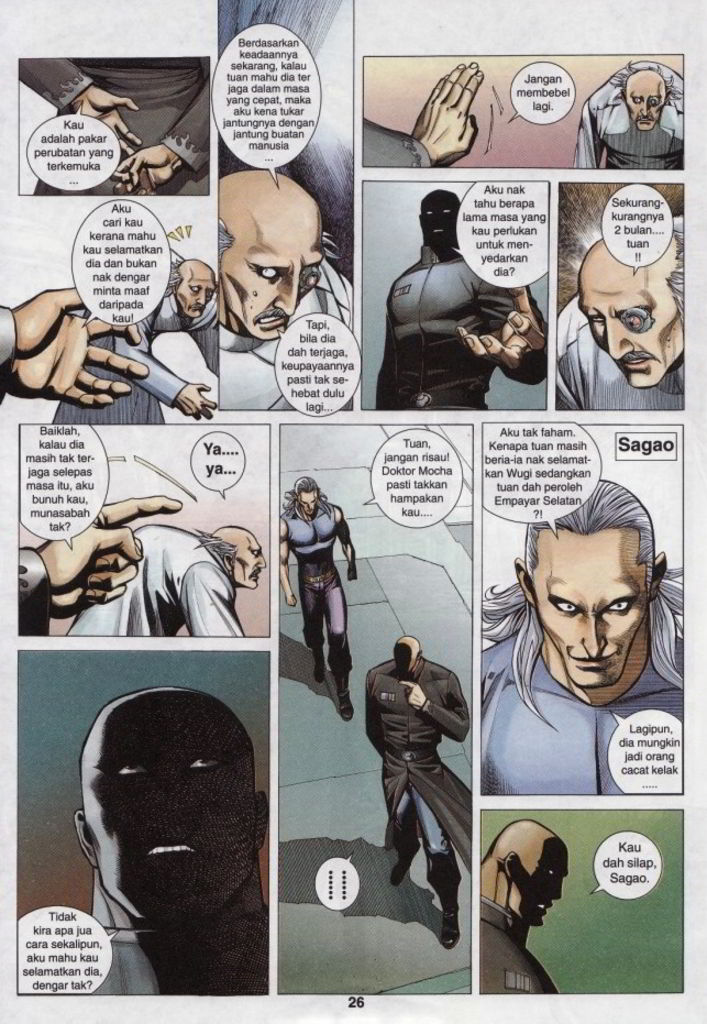 Kau
adalah pakar
perubatan yang
terkemuka
...
Berdasarkan
keadaannya
sekarang, kalau
tuan mahu dia ter
jaga dalam masa
yang cepat, maka
aku kena tukar
jantungnya dengan
jantung buatan
manusia
...
Jangan
membebel
lagi.
Aku
cari kau
kerana mahu
kau selamatkan
dia dan bukan
nak dengar
minta maaf
daripada
kau!
Tapi,
bila dia
dah terjaga,
keupayaannya
pasti tak se-
hebat dulu
lagi...
Aku nak
tahu berapa
lama masa yang
kau perlukan
untuk men-
yedarkan
dia?
Sekurang-
kurangnya
2 bulan....
tuan
!!
Baiklah,
kalau dia
masih tak ter-
jaga selepas
masa itu, aku
bunuh kau,
munasabah
tak?
Ya....
ya...
Tidak
kira apa jua
cara sekalipun,
aku mahu kau
selamatkan dia,
dengar tak?
Tuan,
jangan risau!
Doktor Mocha
pasti takkan
hampakan
kau....
Aku tak faham.
Kenapa tuan masih
beria-ia nak selamat-
kan Wugi sedangkan
tuan dah peroleh
Empayar Selatan
?!
Sagao
Lagipun,
dia mungkin
jadi orang
cacat kelak
.....
Kau
dah silap,
Sagao.
26